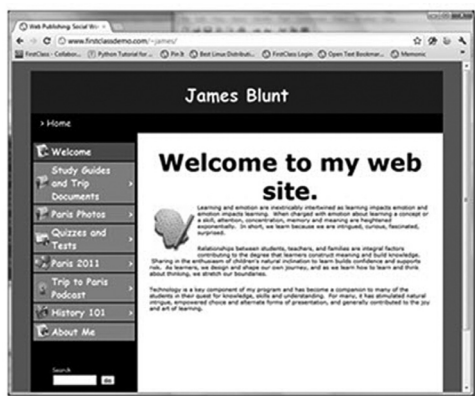 Web Publishing: Social Wo
www.firstclassdemo.com/~james/
FirstClass - Collabor...
Python Tutorial for ...
Pin It
Best Linux Distributi...
FirstClass Login
Open Text Bookmar...
Memonic
James Blunt
> Home
Welcome
Study Guides
and Trip
Documents
Paris Photos
Quizzes and
Tests
Paris 2011
Trip to Paris
Podcast
History 101
About Me
Search
Go
Welcome to my web
site.
Learning and emotion are inextricably intertwined as learning impacts emotion and
emotion impacts learning. When charged with emotion about learning a concept or
a skill, attention, concentration, memory and meaning are heightened
exponentially. In short, we learn because we are intrigued, curious, fascinated,
surprised.
Relationships between students, teachers, and families are integral factors
contributing to the degree that learners construct meaning and build knowledge.
Sharing in the enthusiasm of children's natural inclination to learn builds confidence and supports
risk. As learners, we design and shape our own journey, and as we learn how to learn and think
about thinking, we stretch our boundaries.
Technology is a key component of my program and has become a companion to many of the
students in their quest for knowledge, skills and understanding. For many, it has stimulated natural
intrigue, empowered choice and alternate forms of presentation, and generally contributed to the joy
and art of learning.